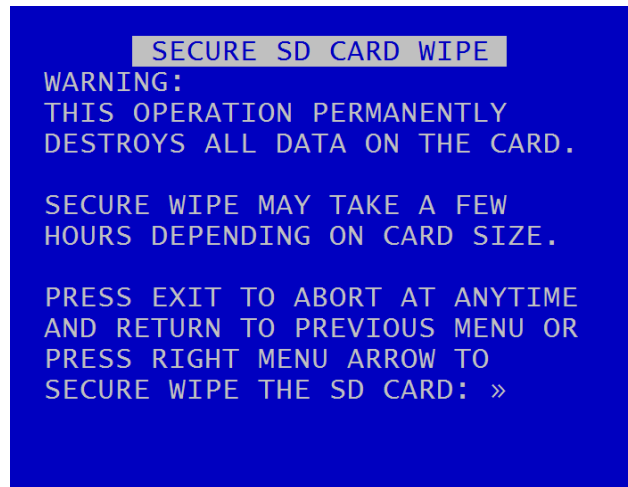 SECURE SD CARD WIPE
WARNING:
THIS OPERATION PERMANENTLY
DESTROYS ALL DATA ON THE CARD.
SECURE WIPE MAY TAKE A FEW
HOURS DEPENDING ON CARD SIZE.
PRESS EXIT TO ABORT AT ANYTIME
AND RETURN TO PREVIOUS MENU OR
PRESS RIGHT MENU ARROW TO
SECURE WIPE THE SD CARD: »